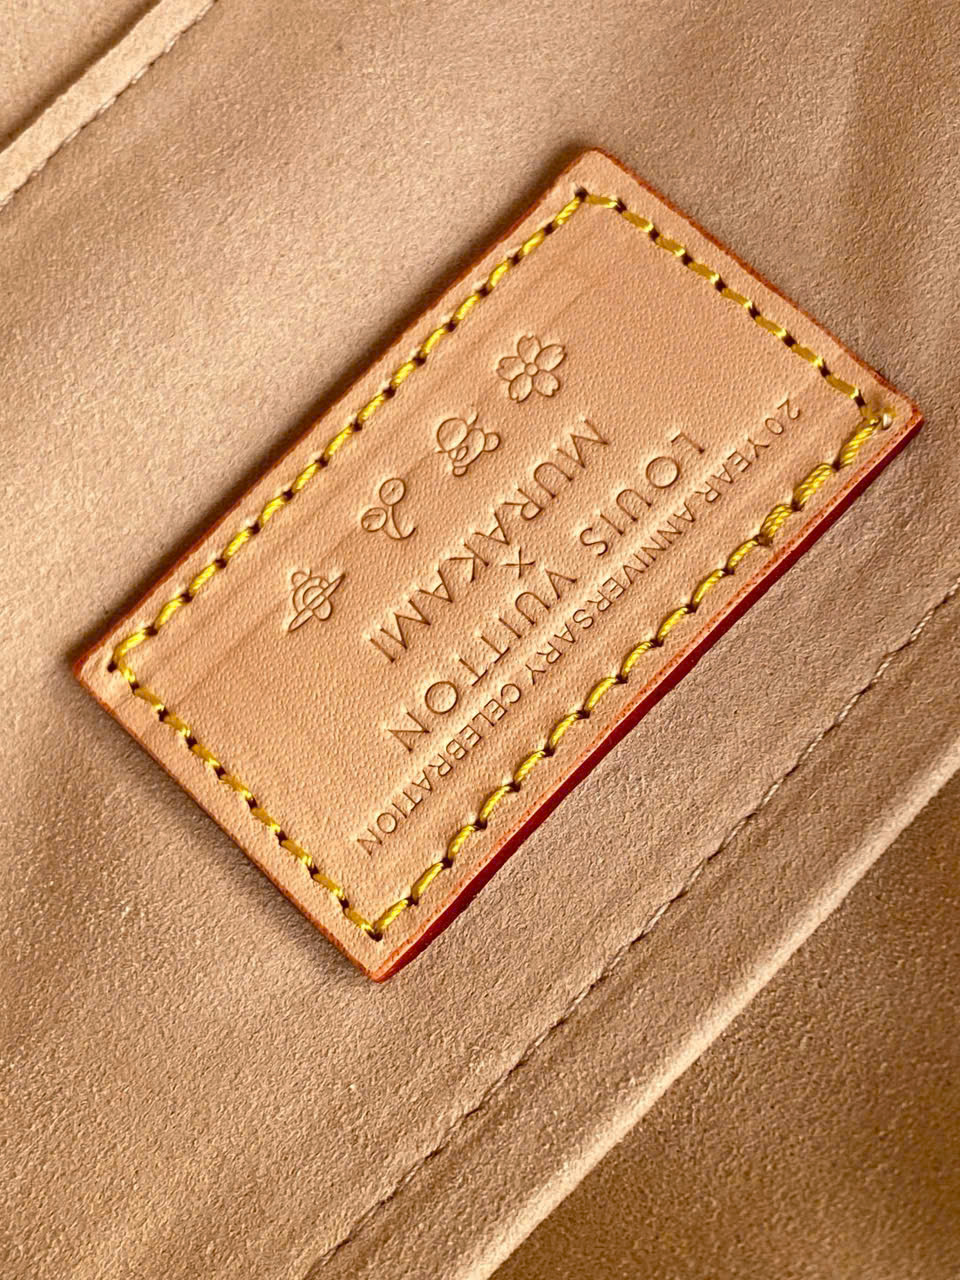 20 YEAR ANNIVERSARY CELEBRATION
LOUIS VUITTON
×
MURAKAMI